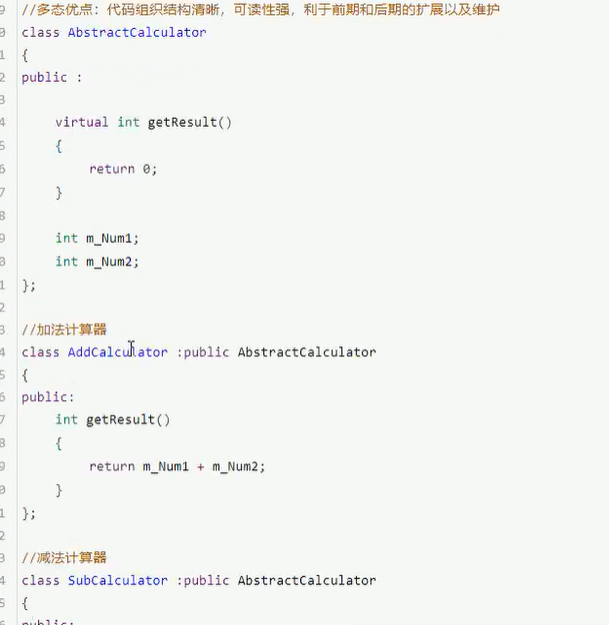 9 //多态优点：代码组织结构清晰，可读性强，利于前期和后期的扩展以及维护
0 class AbstractCalculator
1 {
2 public :
3
4 virtual int getResult()
5 {
6 return 0;
7 }
8
9 int m_Num1;
0 int m_Num2;
1 };
2
3 //加法计算器
4 class AddCalculator :public AbstractCalculator
5 {
6 public:
7 int getResult()
8 {
9 return m_Num1 + m_Num2;
0 }
1 };
2
3 //减法计算器
4 class SubCalculator :public AbstractCalculator
5 {
6 public: